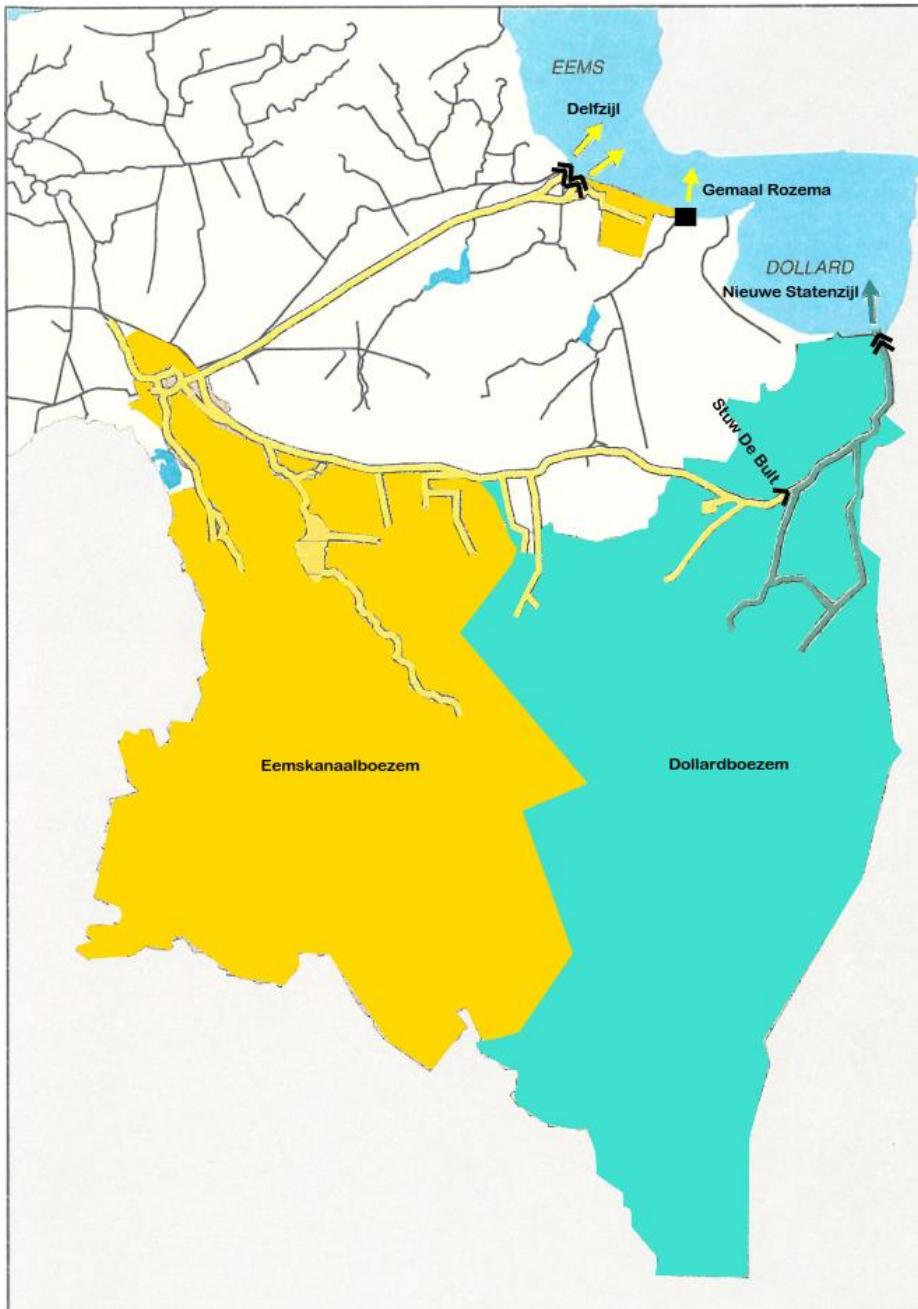 EEMS
Delfzijl
Gemaal Rozema
DOLLARD
Nieuwe Statenzijl
Stuw De Bult
Eemskanaalboezem
Dollardboezem